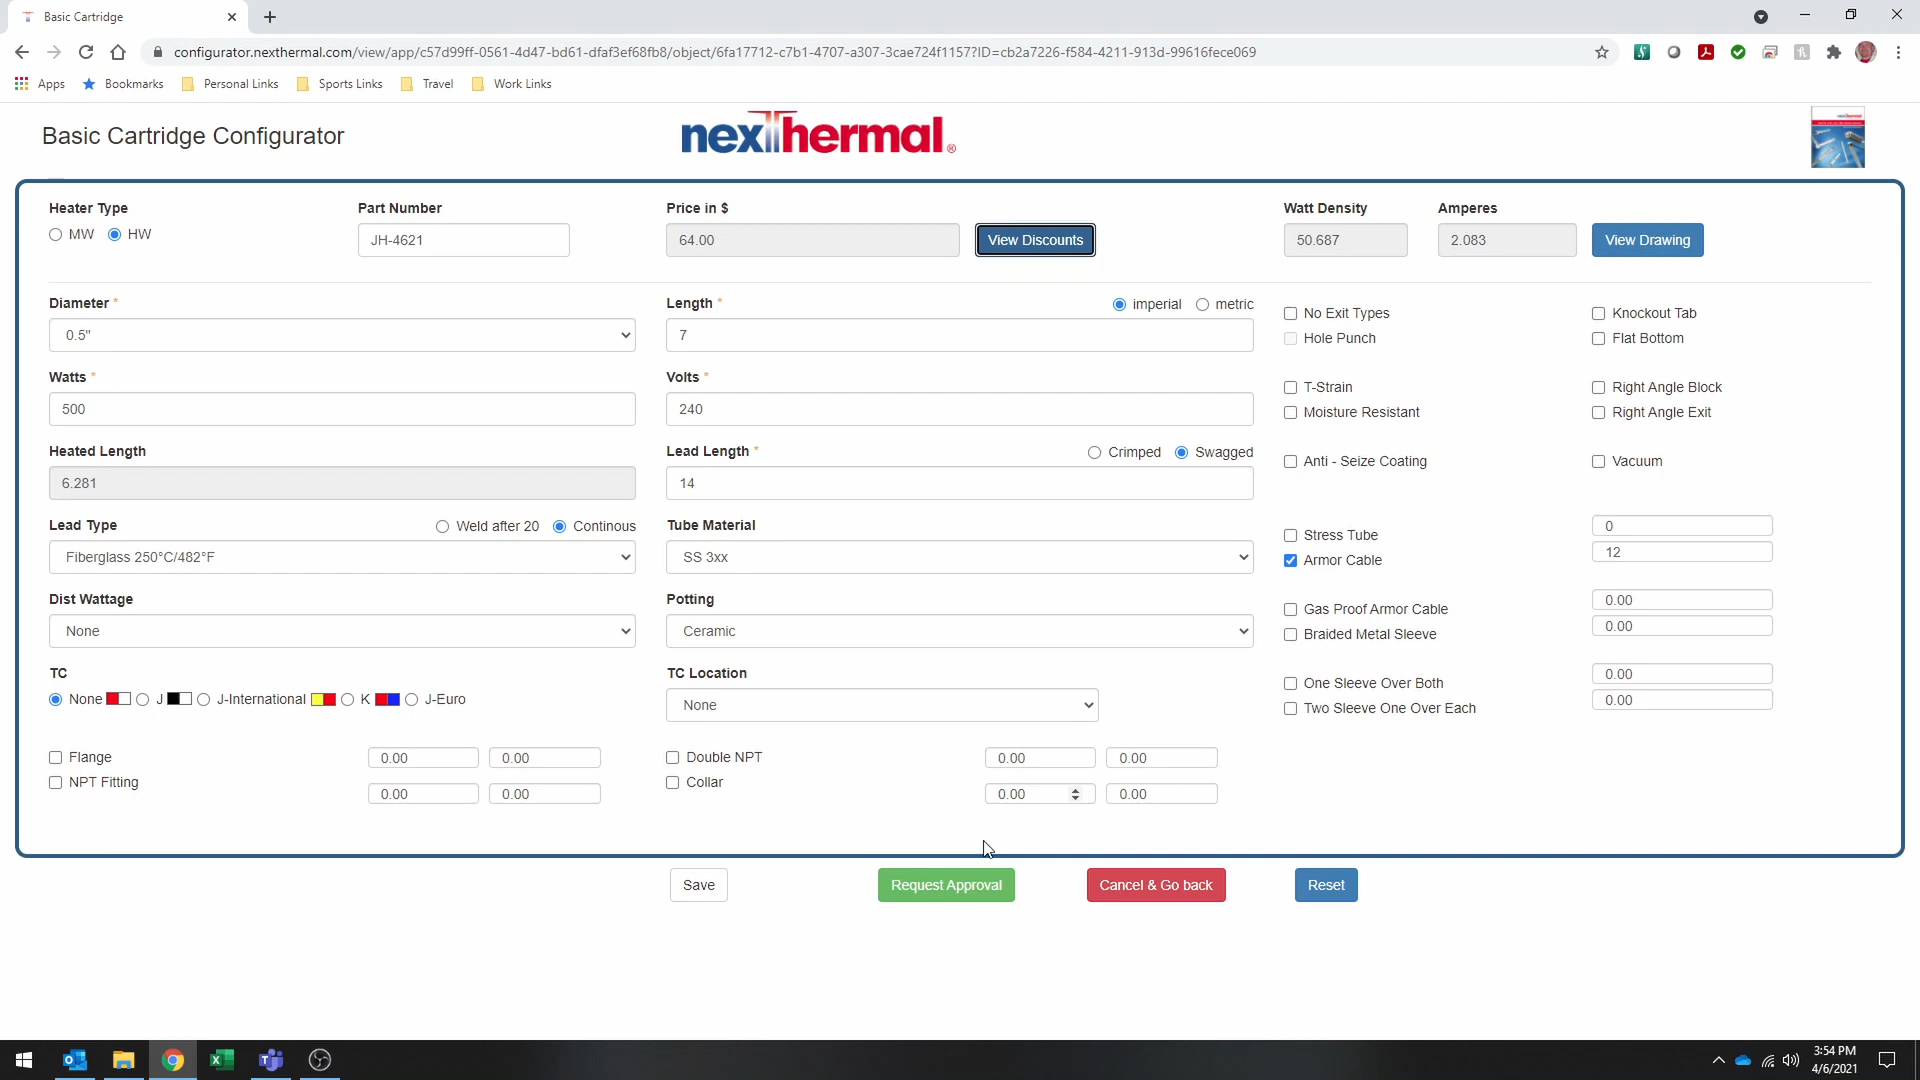 Basic Cartridge
configurator.nexthermal.com/view/app/c57d99ff-0561-4d47-bd61-dfaf3ef68fb8/object/6fa17712-c7b1-4707-a307-3cae724f1157?ID=cb2a7226-f584-4211-913d-99616fece069
Apps Bookmarks Personal Links Sports Links Travel Work Links
Basic Cartridge Configurator
nexThermal®
Heater Type Part Number Price in $ Watt Density Amperes
MW HW JH-4621 64.00 View Discounts 50.687 2.083 View Drawing
Diameter * Length * imperial metric
0.5" 7
No Exit Types Knockout Tab
Hole Punch Flat Bottom
Watts * Volts *
500 240
T-Strain Right Angle Block
Moisture Resistant Right Angle Exit
Heated Length Lead Length * Crimped Swagged
6.281 14
Anti - Seize Coating Vacuum
Lead Type Weld after 20 Continous Tube Material
Fiberglass 250°C/482°F SS 3xx
Stress Tube 0
Armor Cable 12
Dist Wattage Potting
None Ceramic
Gas Proof Armor Cable 0.00
Braided Metal Sleeve 0.00
TC TC Location
None J J-International K J-Euro None
One Sleeve Over Both 0.00
Two Sleeve One Over Each 0.00
Flange 0.00 0.00 Double NPT 0.00 0.00
NPT Fitting 0.00 0.00 Collar 0.00 0.00
Save Request Approval Cancel & Go back Reset
3:54 PM
4/6/2021